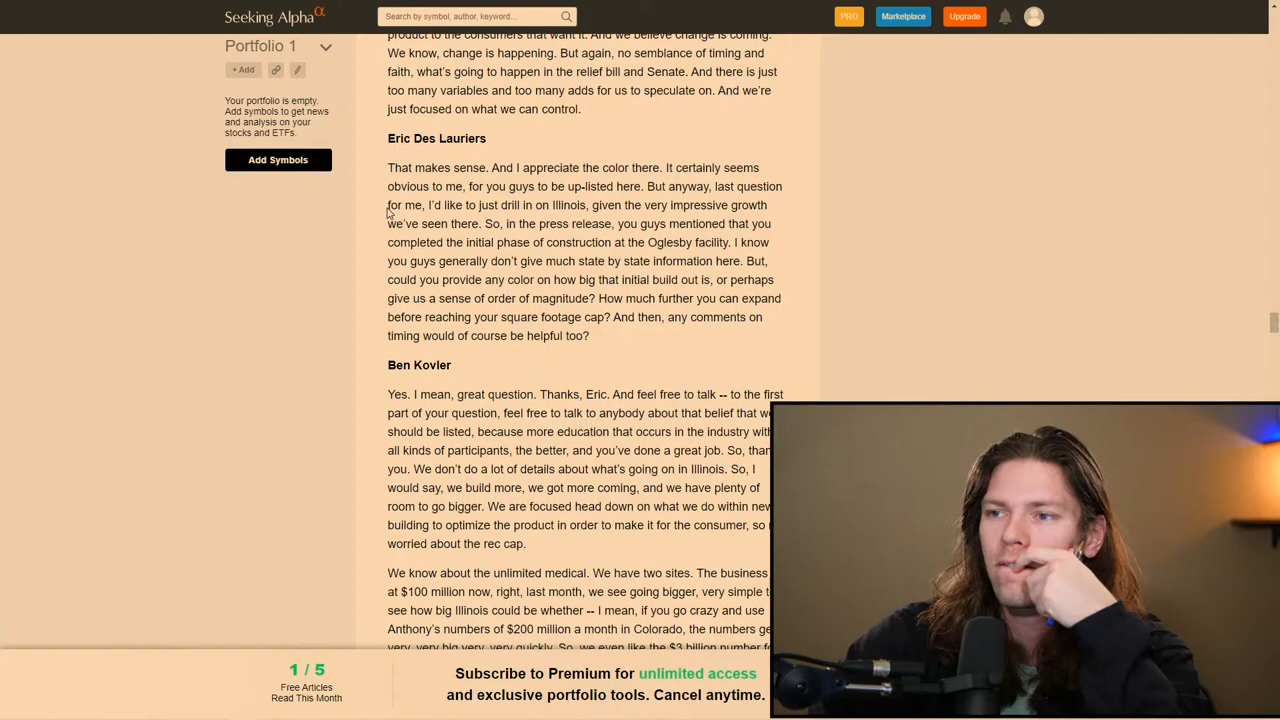 Seeking Alpha α
Search by symbol, author, keyword...
PRO
Marketplace
Upgrade
Portfolio 1
+ Add
Your portfolio is empty.
Add symbols to get news
and analysis on your
stocks and ETFs.
Add Symbols
product to the consumers that want it. And we believe change is coming.
We know, change is happening. But again, no semblance of timing and
faith, what's going to happen in the relief bill and Senate. And there is just
too many variables and too many adds for us to speculate on. And we're
just focused on what we can control.
Eric Des Lauriers
That makes sense. And I appreciate the color there. It certainly seems
obvious to me, for you guys to be up-listed here. But anyway, last question
for me, I'd like to just drill in on Illinois, given the very impressive growth
we've seen there. So, in the press release, you guys mentioned that you
completed the initial phase of construction at the Oglesby facility. I know
you guys generally don't give much state by state information here. But,
could you provide any color on how big that initial build out is, or perhaps
give us a sense of order of magnitude? How much further you can expand
before reaching your square footage cap? And then, any comments on
timing would of course be helpful too?
Ben Kovler
Yes. I mean, great question. Thanks, Eric. And feel free to talk -- to the first
part of your question, feel free to talk to anybody about that belief that
should be listed, because more education that occurs in the industry
all kinds of participants, the better, and you've done a great job. So,
you. We don't do a lot of details about what's going on in Illinois. So, I
would say, we build more, we got more coming, and we have plenty of
room to go bigger. We are focused head down on what we do within new
building to optimize the product in order to make it for the consumer, so
worried about the rec cap.
We know about the unlimited medical. We have two sites. The business
at $100 million now, right, last month, we see going bigger, very simple
see how big Illinois could be whether -- I mean, if you go crazy and use
Anthony's numbers of $200 million a month in Colorado, the numbers
very, very big very, very quickly. So, we even like the $3 billion number
1 / 5
Free Articles
Read This Month
Subscribe to Premium for unlimited access
and exclusive portfolio tools. Cancel anytime.